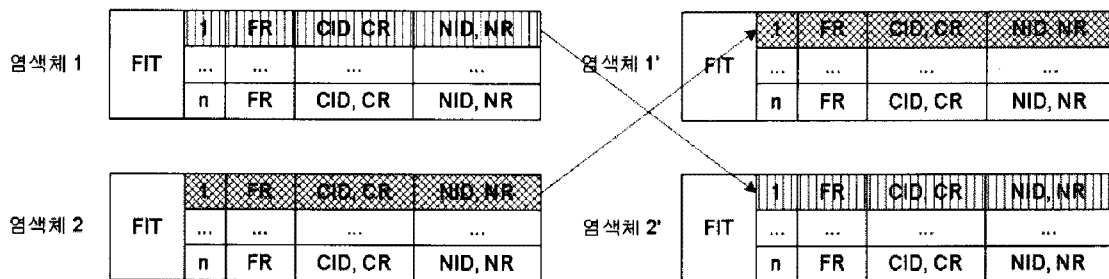 염색체 1
FIT
1 FR CID, CR NID, NR
... ... ... ...
n FR CID, CR NID, NR
염색체 1'
FIT
1 FR CID, CR NID, NR
... ... ... ...
n FR CID, CR NID, NR
염색체 2
FIT
1 FR CID, CR NID, NR
... ... ... ...
n FR CID, CR NID, NR
염색체 2'
FIT
1 FR CID, CR NID, NR
... ... ... ...
n FR CID, CR NID, NR